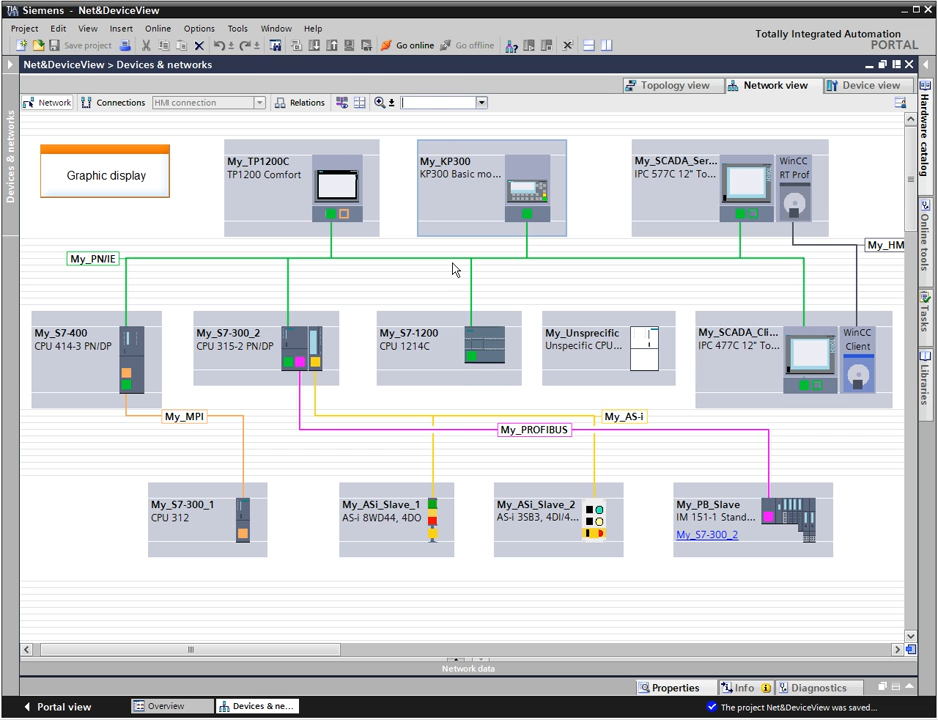 Siemens - Net&DeviceView
Project Edit View Insert Online Options Tools Window Help
Totally Integrated Automation
PORTAL
Save project
Go online
Go offline
Net&DeviceView > Devices & networks
Topology view
Network view
Device view
Network
Connections
HMI connection
Relations
Devices & networks
Hardware catalog
Online tools
Tasks
Libraries
Graphic display
My_TP1200C
TP1200 Comfort
My_KP300
KP300 Basic mo...
My_SCADA_Ser...
IPC 577C 12" To...
WinCC
RT Prof
My_HM
My_PN/IE
My_S7-400
CPU 414-3 PN/DP
My_S7-300_2
CPU 315-2 PN/DP
My_S7-1200
CPU 1214C
My_Unsprecific
Unspecific CPU...
My_SCADA_Cli...
IPC 477C 12" To...
WinCC
Client
My_MPI
My_AS-i
My_PROFIBUS
My_S7-300_1
CPU 312
My_ASi_Slave_1
AS-i 8WD44, 4DO
My_ASi_Slave_2
AS-i 3SB3, 4DI/4...
My_PB_Slave
IM 151-1 Stand...
My_S7-300_2
Network data
Properties
Info
Diagnostics
Portal view
Overview
Devices & ne...
The project Net&DeviceView was saved...